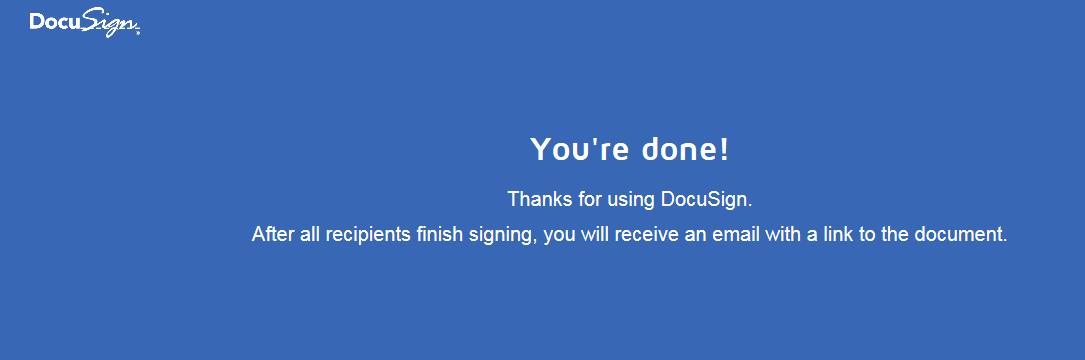 DocuSign
You're done!
Thanks for using DocuSign.
After all recipients finish signing, you will receive an email with a link to the document.